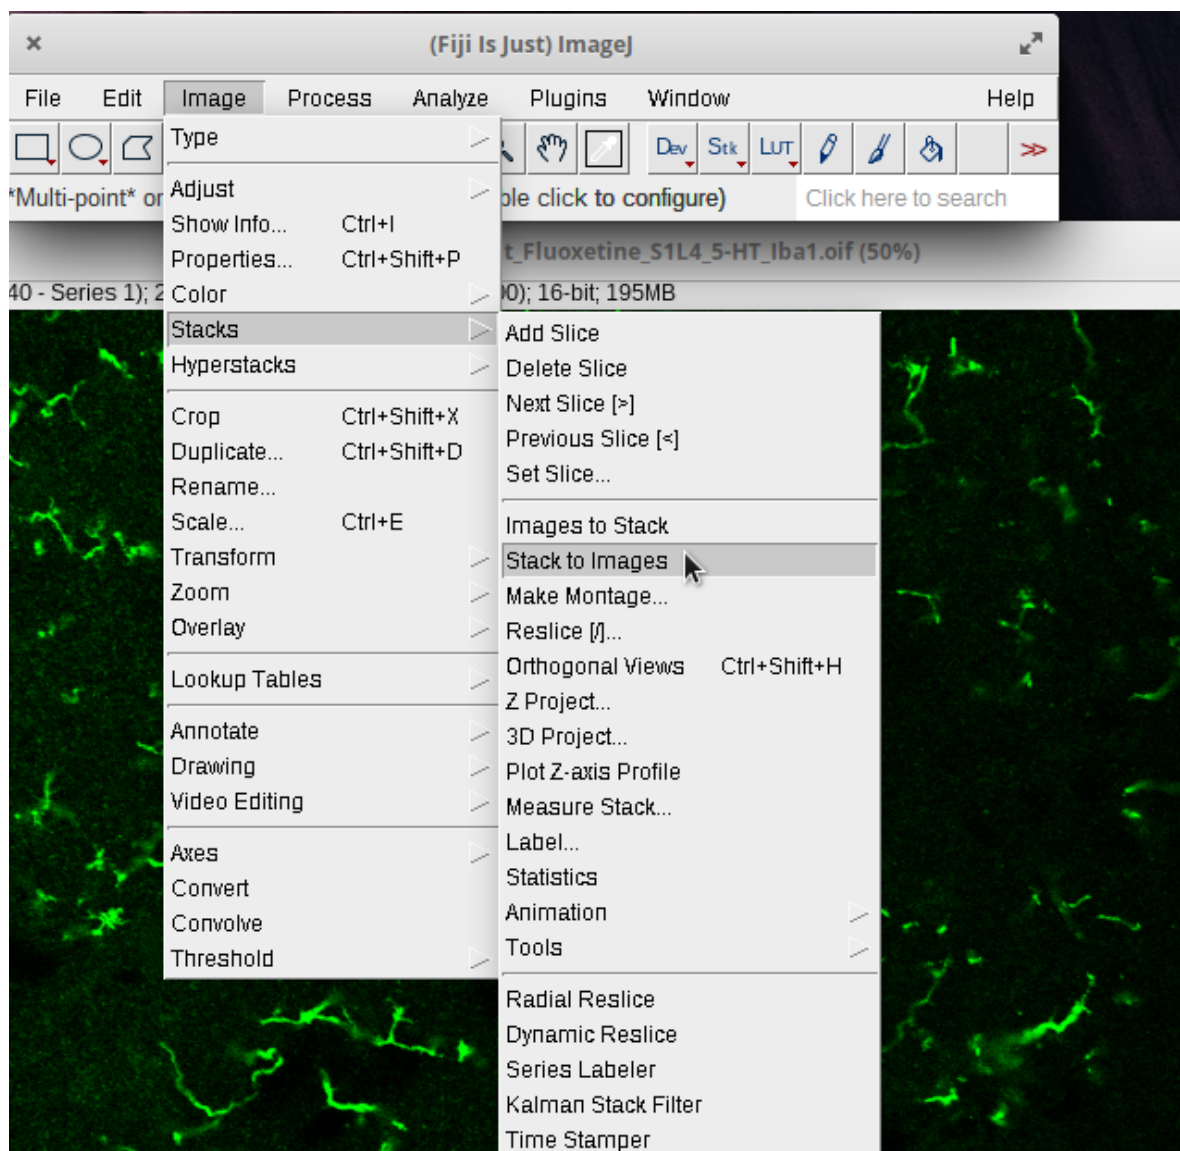 (Fiji Is Just) ImageJ
File Edit Image Process Analyze Plugins Window Help
Dev Stk LUT >>
*Multi-point* or ble click to configure) Click here to search
t_Fluoxetine_S1L4_5-HT_Iba1.oif (50%)
40 - Series 1); 2 00); 16-bit; 195MB
Type
Adjust
Show Info... Ctrl+I
Properties... Ctrl+Shift+P
Color
Stacks
Hyperstacks
Crop Ctrl+Shift+X
Duplicate... Ctrl+Shift+D
Rename...
Scale... Ctrl+E
Transform
Zoom
Overlay
Lookup Tables
Annotate
Drawing
Video Editing
Axes
Convert
Convolve
Threshold
Add Slice
Delete Slice
Next Slice [>]
Previous Slice [<]
Set Slice...
Images to Stack
Stack to Images
Make Montage...
Reslice [/]...
Orthogonal Views Ctrl+Shift+H
Z Project...
3D Project...
Plot Z-axis Profile
Measure Stack...
Label...
Statistics
Animation
Tools
Radial Reslice
Dynamic Reslice
Series Labeler
Kalman Stack Filter
Time Stamper